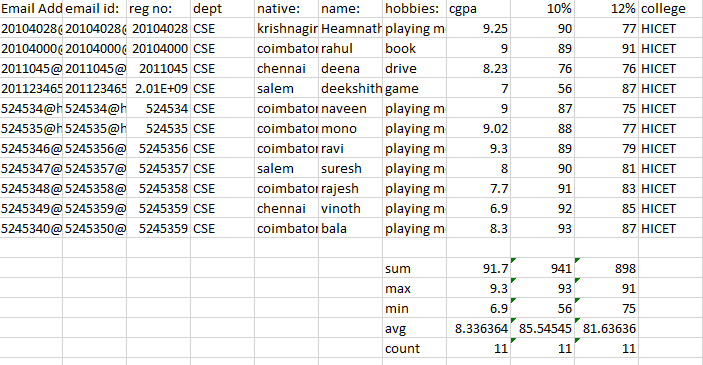 Email Add email id: reg no: dept native: name: hobbies: cgpa 10% 12% college
20104028@ 20104028@ 20104028 CSE krishnagir Heamnath playing m 9.25 90 77 HICET
20104000@ 20104000@ 20104000 CSE coimbator rahul book 9 89 91 HICET
2011045@ 2011045@ 2011045 CSE chennai deena drive 8.23 76 76 HICET
201123465 201123465 2.01E+09 CSE salem deekshith game 7 56 87 HICET
524534@h 524534@h 524534 CSE coimbator naveen playing m 9 87 75 HICET
524535@h 524535@h 524535 CSE coimbator mono playing m 9.02 88 77 HICET
5245346@ 5245356@ 5245356 CSE coimbator ravi playing m 9.3 89 79 HICET
5245347@ 5245357@ 5245357 CSE salem suresh playing m 8 90 81 HICET
5245348@ 5245358@ 5245358 CSE coimbator rajesh playing m 7.7 91 83 HICET
5245349@ 5245359@ 5245359 CSE chennai vinoth playing m 6.9 92 85 HICET
5245340@ 5245350@ 5245359 CSE coimbator bala playing m 8.3 93 87 HICET
sum 91.7 941 898
max 9.3 93 91
min 6.9 56 75
avg 8.336364 85.54545 81.63636
count 11 11 11